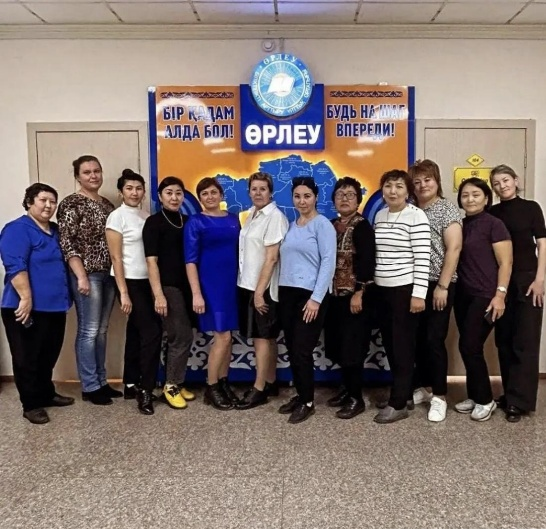 ӨРЛЕУ
БІР ҚАДАМ
АЛДА БОЛ!
ӨРЛЕУ
БУДЬ НА ШАГ
ВПЕРЕДИ!